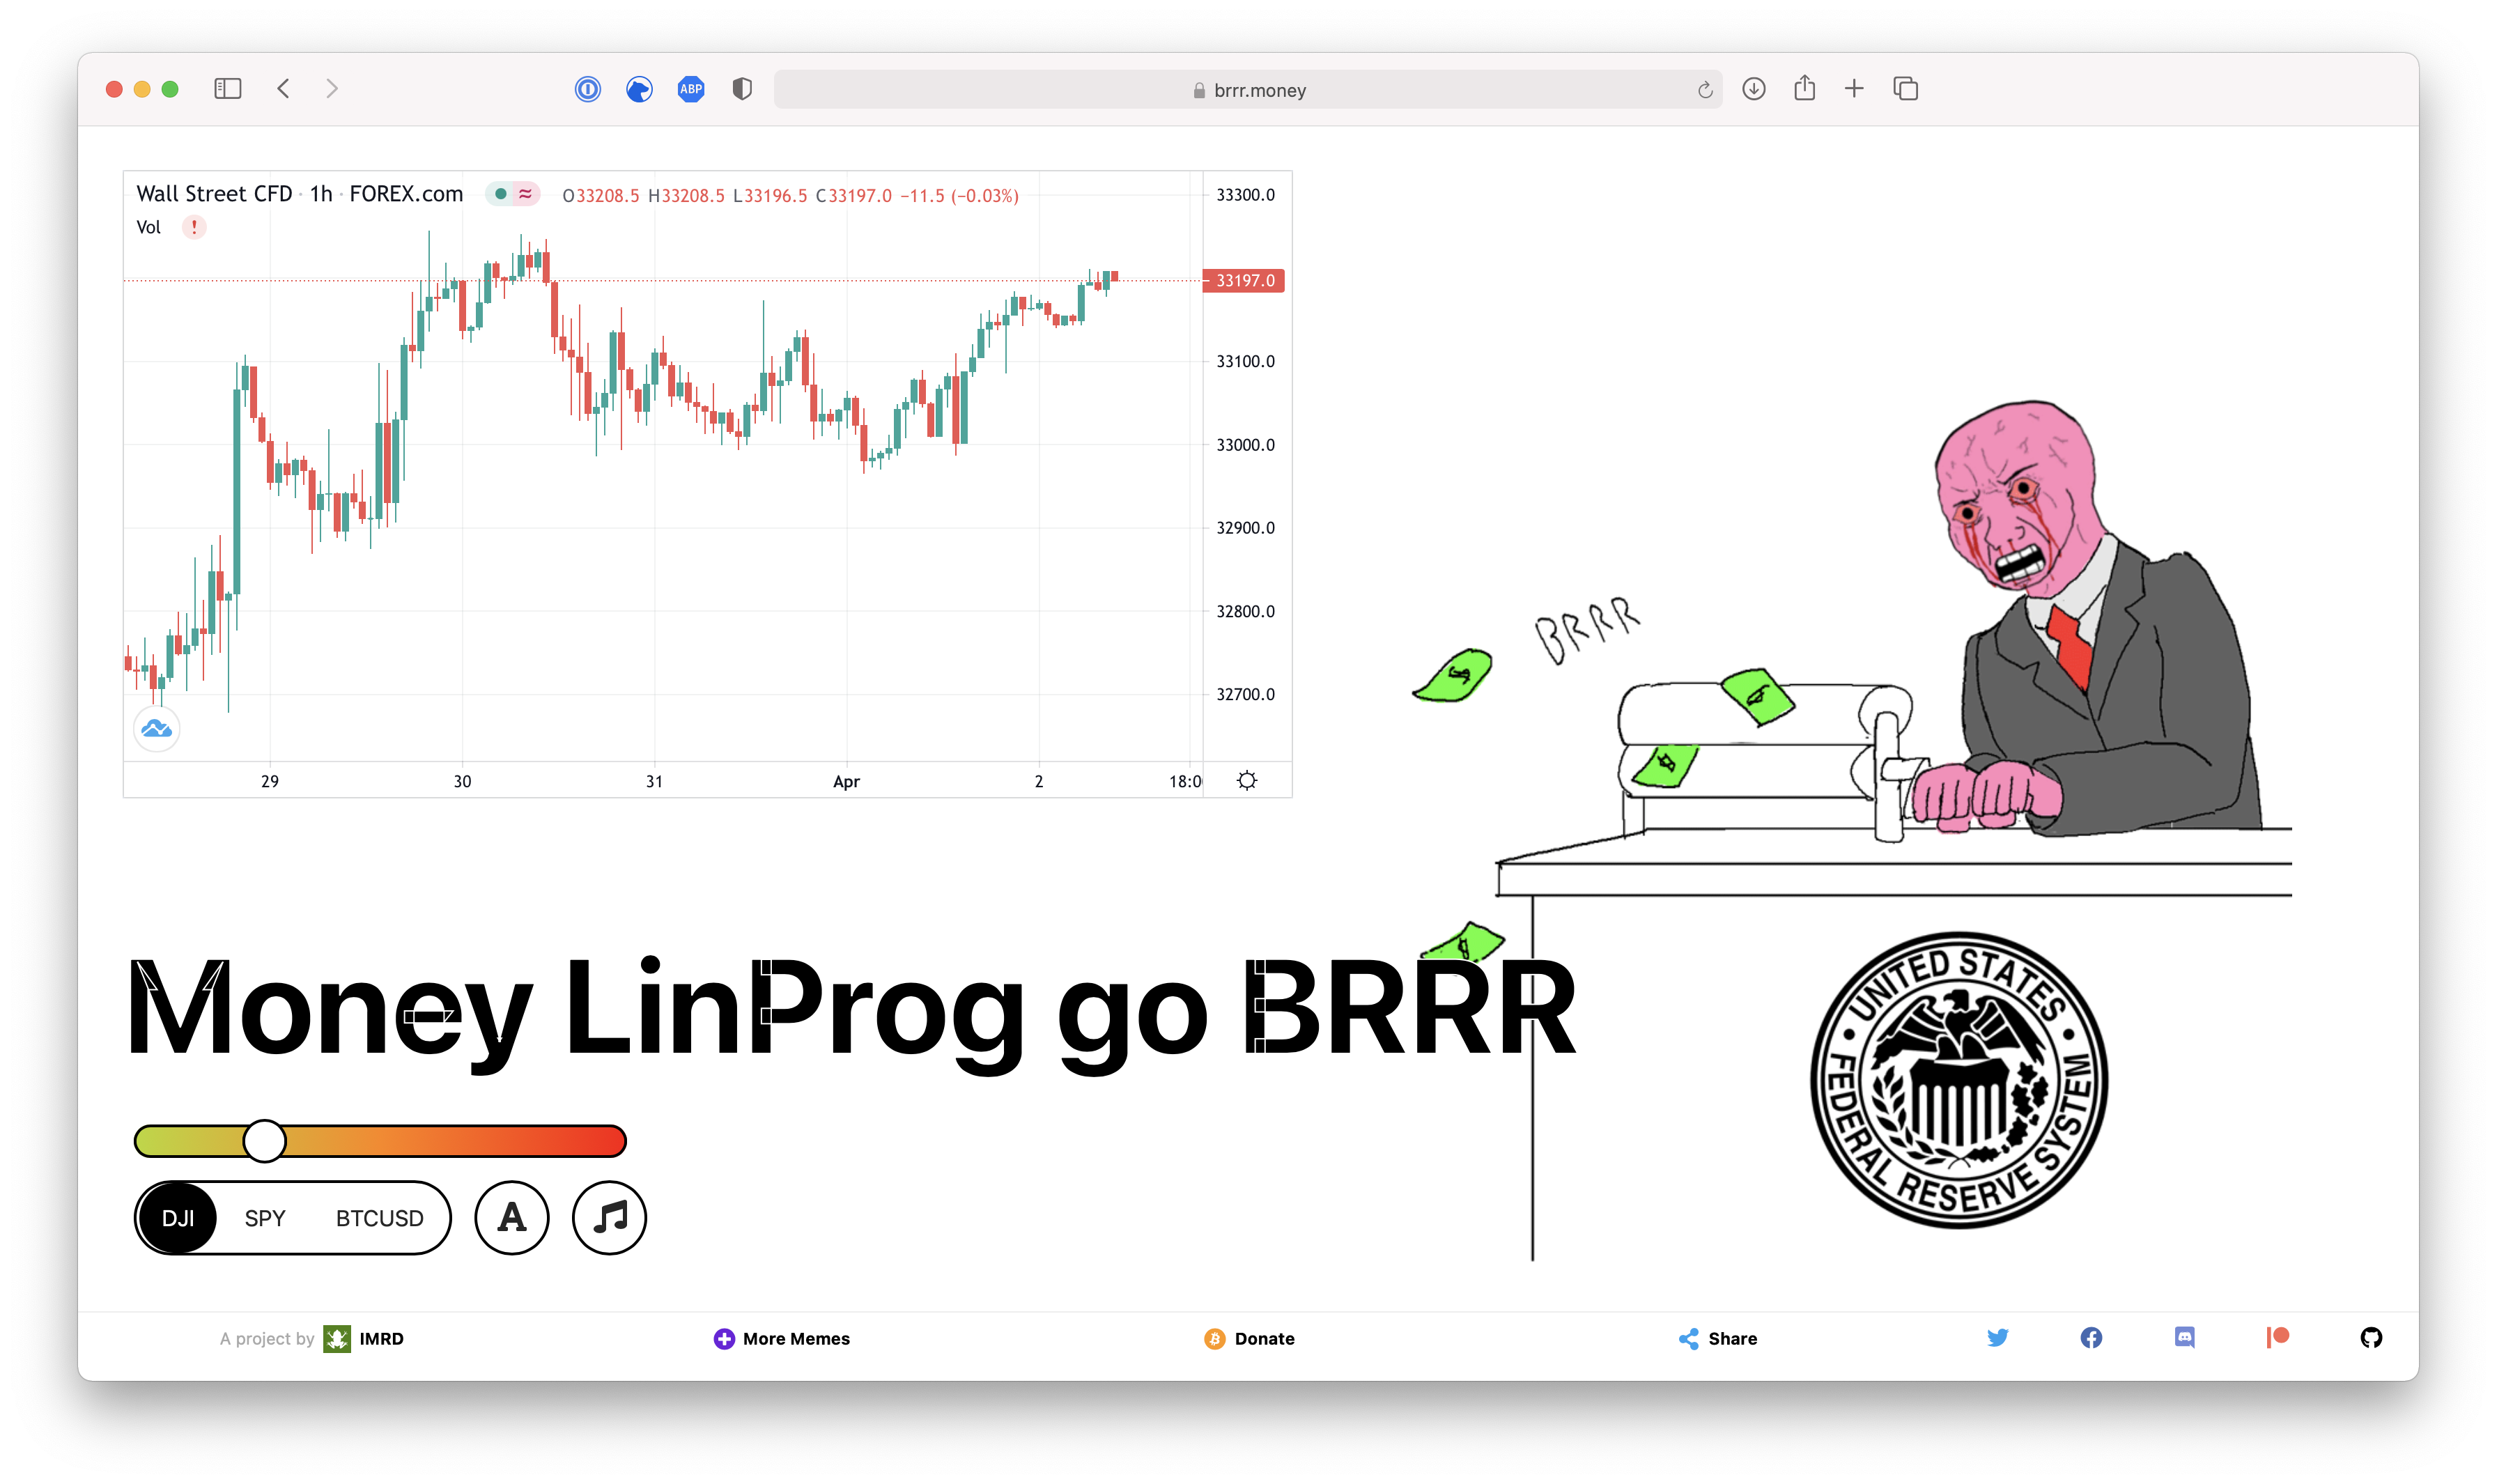 ABP
brrr.money
Wall Street CFD · 1h · FOREX.com
O33208.5 H33208.5 L33196.5 C33197.0 −11.5 (−0.03%)
Vol !
33300.0
33197.0
33100.0
33000.0
32900.0
32800.0
32700.0
29 30 31 Apr 2 18:0
BRRR
Money LinProg go BRRR
UNITED STATES
FEDERAL RESERVE SYSTEM
DJI SPY BTCUSD A
A project by IMRD More Memes Donate Share